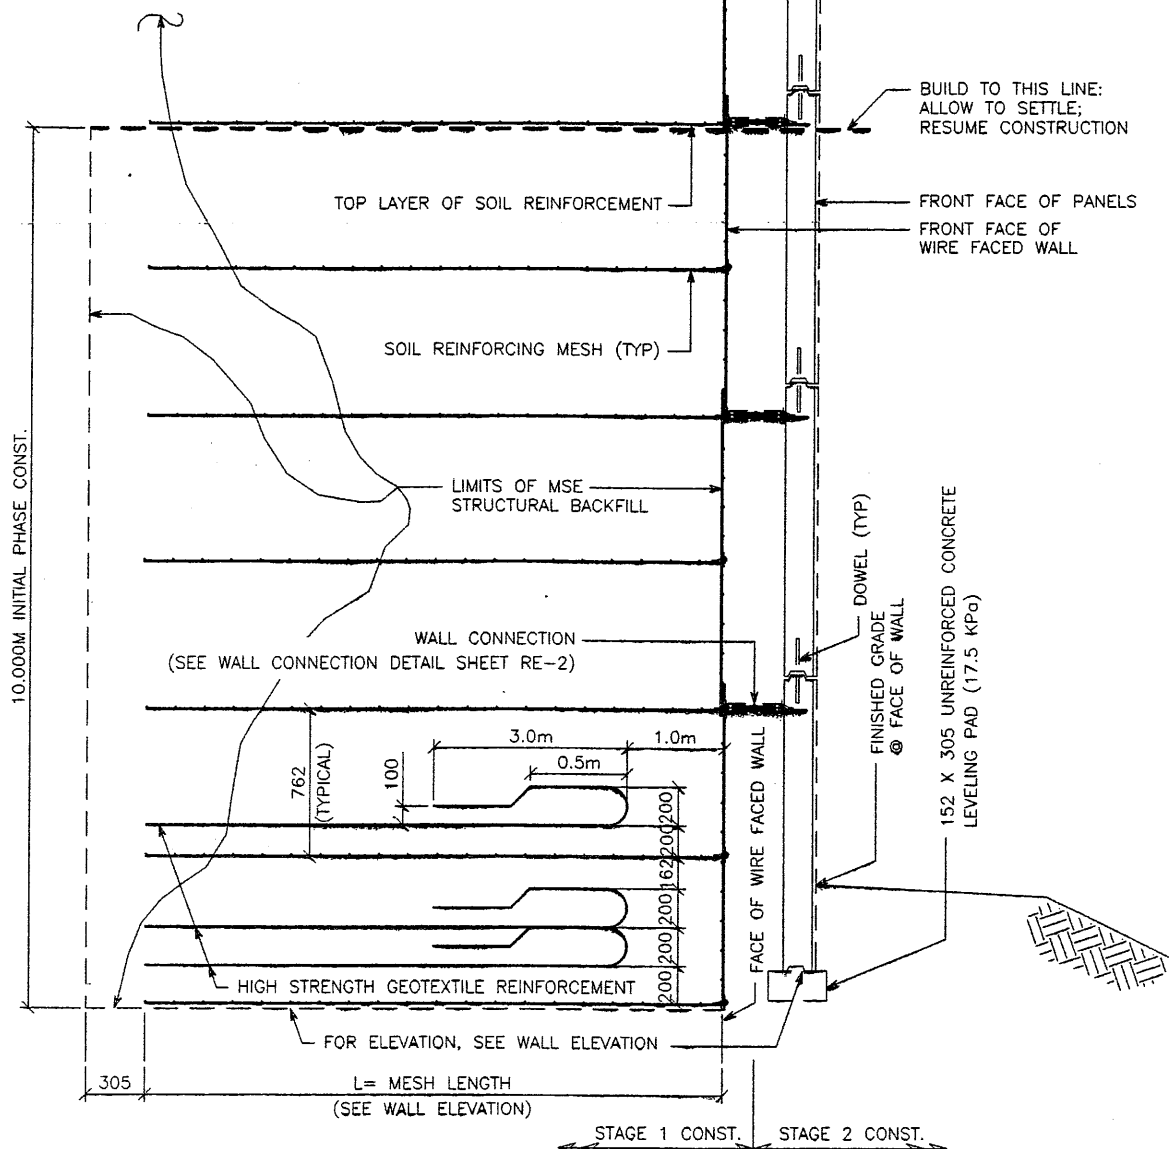 BUILD TO THIS LINE:
ALLOW TO SETTLE;
RESUME CONSTRUCTION
TOP LAYER OF SOIL REINFORCEMENT
FRONT FACE OF PANELS
FRONT FACE OF
WIRE FACED WALL
SOIL REINFORCING MESH (TYP)
10.000M INITIAL PHASE CONST.
LIMITS OF MSE
STRUCTURAL BACKFILL
WALL CONNECTION
(SEE WALL CONNECTION DETAIL SHEET RE-2)
DOWEL (TYP)
FINISHED GRADE
@ FACE OF WALL
152 X 305 UNREINFORCED CONCRETE
LEVELING PAD (17.5 KPa)
3.0m
1.0m
0.5m
762
(TYPICAL)
100
200
200
162
200
200
200
FACE OF WIRE FACED WALL
HIGH STRENGTH GEOTEXTILE REINFORCEMENT
FOR ELEVATION, SEE WALL ELEVATION
305
L= MESH LENGTH
(SEE WALL ELEVATION)
STAGE 1 CONST.
STAGE 2 CONST.